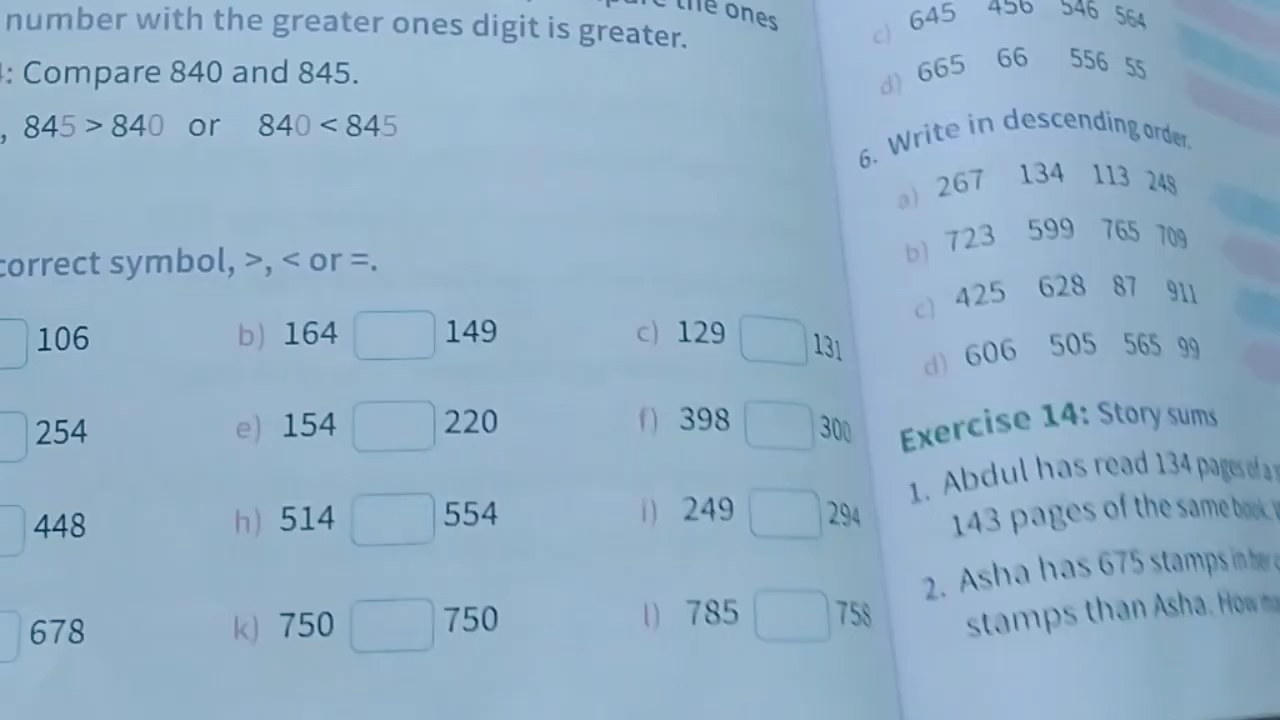 the ones
number with the greater ones digit is greater.
: Compare 840 and 845.
, 845 > 840 or 840 < 845
correct symbol, >, < or =.
106 b) 164 149 c) 129 131
254 e) 154 220 f) 398 300
448 h) 514 554 i) 249 294
678 k) 750 750 l) 785 758
c) 645 456 546 564
d) 665 66 556 55
6. Write in descending order.
a) 267 134 113 248
b) 723 599 765 709
c) 425 628 87 911
d) 606 505 565 99
Exercise 14: Story sums
1. Abdul has read 134 pages of a
143 pages of the same book.
2. Asha has 675 stamps in her
stamps than Asha. How